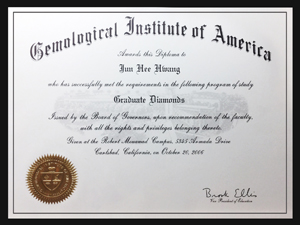 Gemological Institute of America
Awards this Diploma to
Jun Hee Hwang
who has successfully met the requirements in the following program of study
Graduate Diamonds
Issued by the Board of Governors, upon recommendation of the faculty,
with all the rights and privileges belonging thereto.
Given at the Robert Mouawad Campus, 5345 Armada Drive
Carlsbad, California, on October 20, 2006
Brook Ellis
Vice President of Education